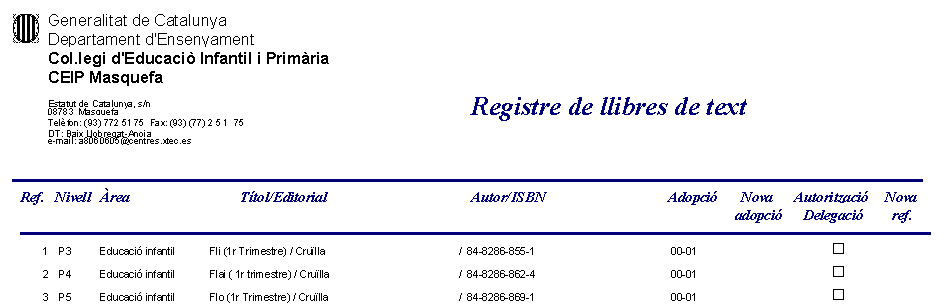 Generalitat de Catalunya
Departament d'Ensenyament
Col.legi d'Educació Infantil i Primària
CEIP Masquefa
Estatut de Catalunya, s/n
08783 Masquefa
Telèfon: (93) 772 51 75 Fax: (93) (77) 2 5 1 75
DT: Baix Llobregat-Anoia
e-mail: a8060605@centres.xtec.es
Registre de llibres de text
Ref. Nivell Àrea Títol/Editorial Autor/ISBN Adopció Nova adopció Autorització Delegació Nova ref.
1 P3 Educació infantil Fli (1r Trimestre) / Cruïlla / 84-8286-855-1 00-01
2 P4 Educació infantil Flai ( 1r trimestre) / Cruïlla / 84-8286-862-4 00-01
3 P5 Educació infantil Flo (1r Trimestre) / Cruïlla / 84-8286-869-1 00-01